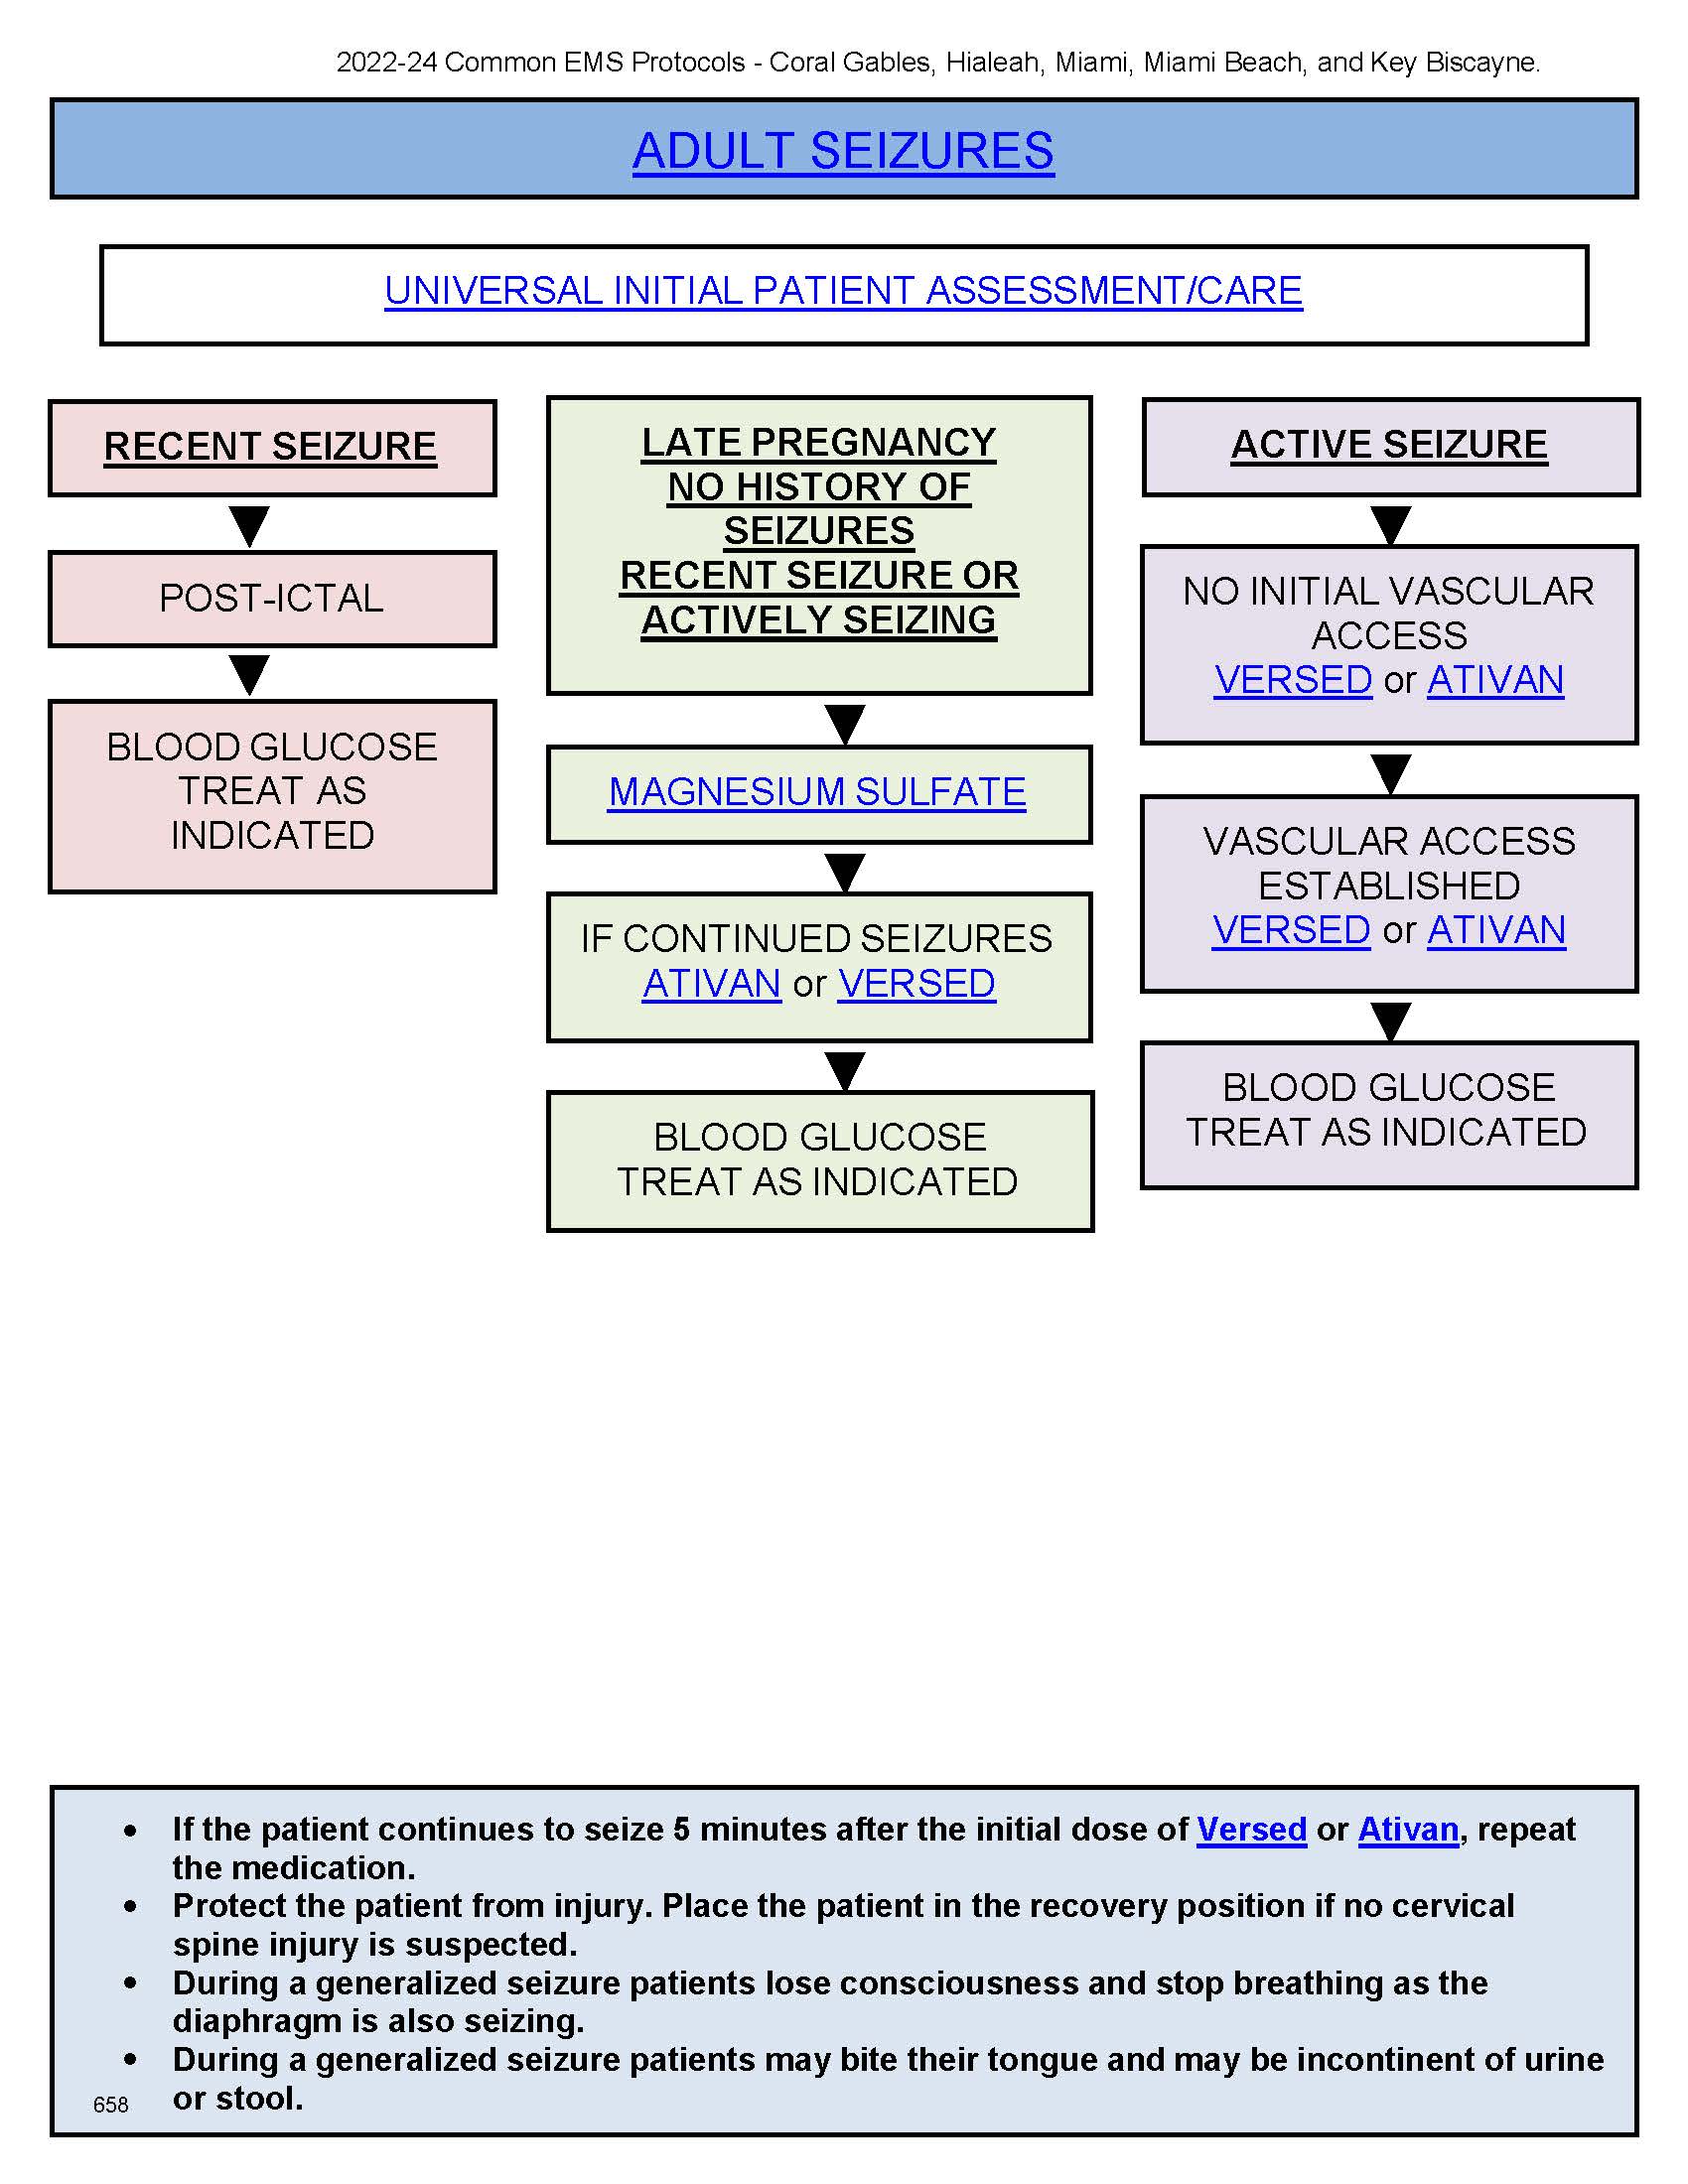 2022-24 Common EMS Protocols - Coral Gables, Hialeah, Miami, Miami Beach, and Key Biscayne.
ADULT SEIZURES
UNIVERSAL INITIAL PATIENT ASSESSMENT/CARE
RECENT SEIZURE
POST-ICTAL
BLOOD GLUCOSE
TREAT AS
INDICATED
LATE PREGNANCY
NO HISTORY OF
SEIZURES
RECENT SEIZURE OR
ACTIVELY SEIZING
MAGNESIUM SULFATE
IF CONTINUED SEIZURES
ATIVAN or VERSED
BLOOD GLUCOSE
TREAT AS INDICATED
ACTIVE SEIZURE
NO INITIAL VASCULAR
ACCESS
VERSED or ATIVAN
VASCULAR ACCESS
ESTABLISHED
VERSED or ATIVAN
BLOOD GLUCOSE
TREAT AS INDICATED
• If the patient continues to seize 5 minutes after the initial dose of Versed or Ativan, repeat
the medication.
• Protect the patient from injury. Place the patient in the recovery position if no cervical
spine injury is suspected.
• During a generalized seizure patients lose consciousness and stop breathing as the
diaphragm is also seizing.
• During a generalized seizure patients may bite their tongue and may be incontinent of urine
or stool.
658